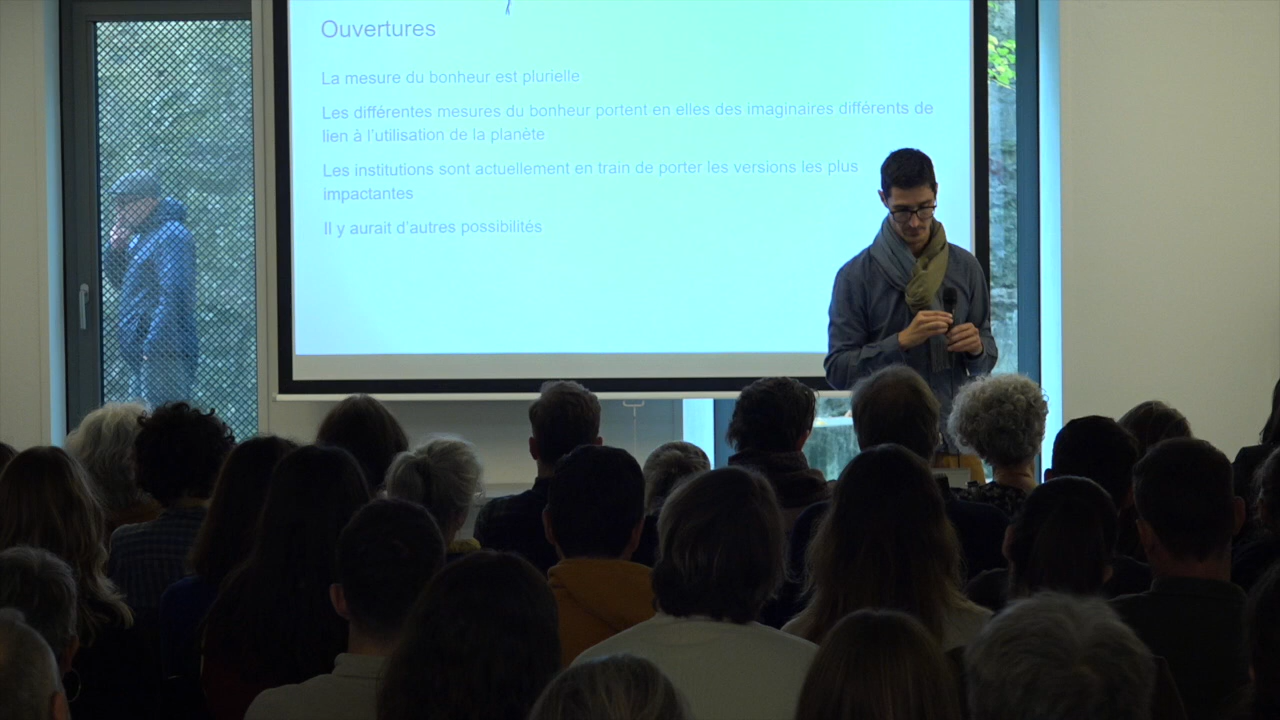 Ouvertures
La mesure du bonheur est plurielle
Les différentes mesures du bonheur portent en elles des imaginaires différents de
lien à l'utilisation de la planète
Les institutions sont actuellement en train de porter les versions les plus
impactantes
Il y aurait d'autres possibilités